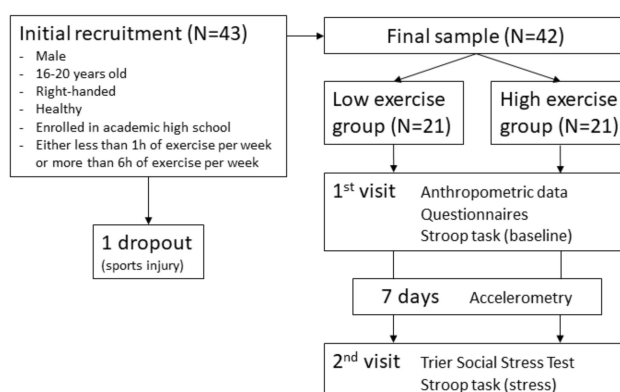 Initial recruitment (N=43)
- Male
- 16-20 years old
- Right-handed
- Healthy
- Enrolled in academic high school
- Either less than 1h of exercise per week
or more than 6h of exercise per week
1 dropout
(sports injury)
Final sample (N=42)
Low exercise
group (N=21)
High exercise
group (N=21)
1st visit Anthropometric data
Questionnaires
Stroop task (baseline)
7 days Accelerometry
2nd visit Trier Social Stress Test
Stroop task (stress)